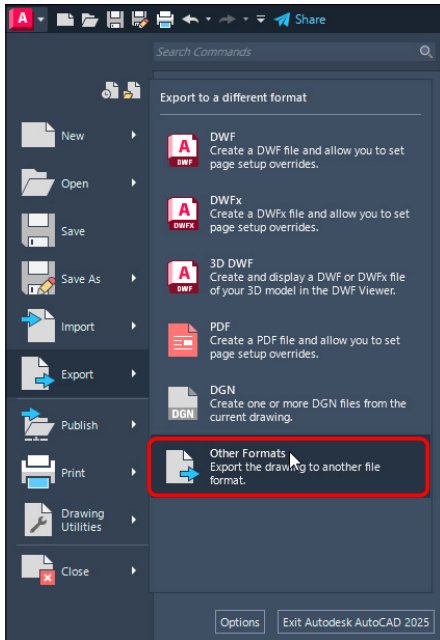 A
Share
Search Commands
Export to a different format
New
Open
Save
Save As
Import
Export
Publish
Print
Drawing
Utilities
Close
A
DWF
DWF
Create a DWF file and allow you to set
page setup overrides.
A
DWFX
DWFx
Create a DWFx file and allow you to set
page setup overrides.
A
DWF
3D DWF
Create and display a DWF or DWFx file
of your 3D model in the DWF Viewer.
PDF
Create a PDF file and allow you to set
page setup overrides.
DGN
DGN
Create one or more DGN files from the
current drawing.
Other Formats
Export the drawing to another file
format.
Options
Exit Autodesk AutoCAD 2025